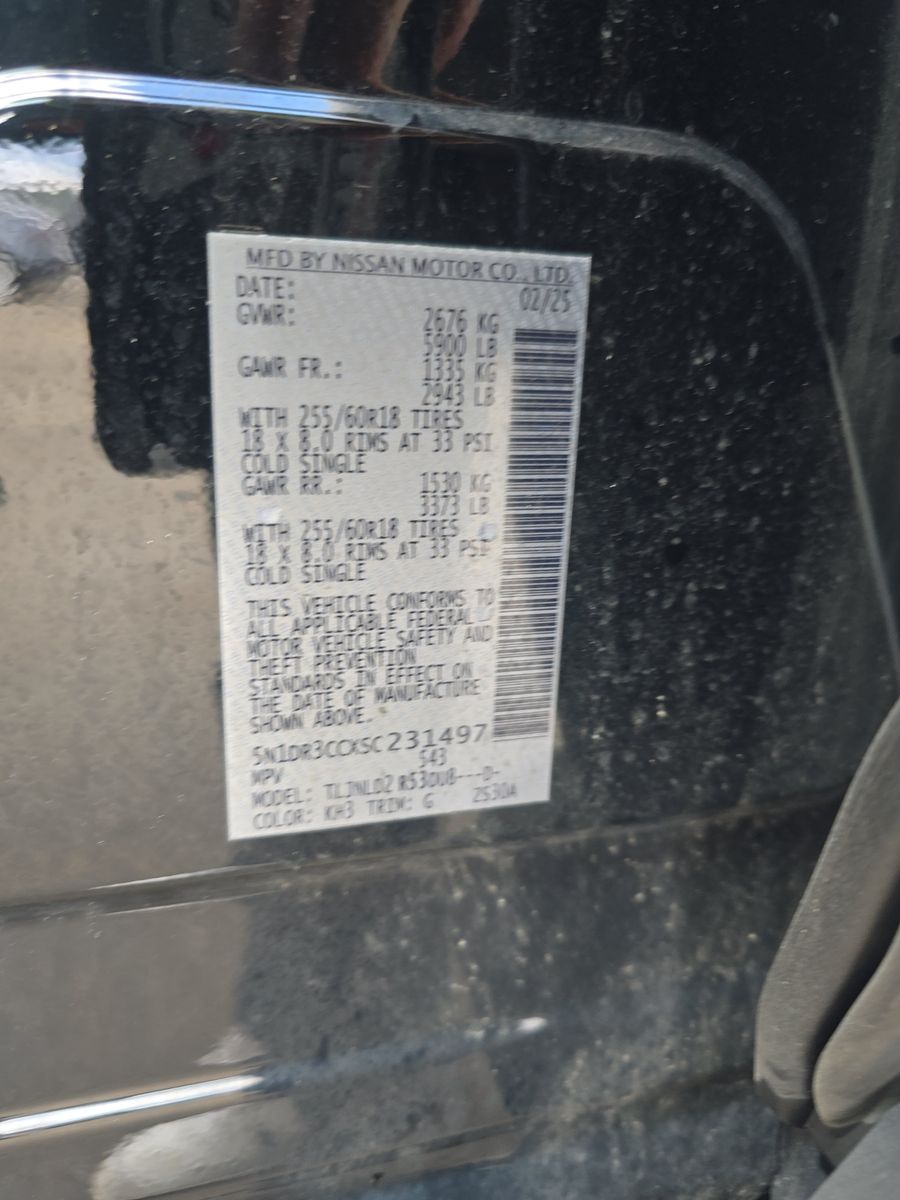 MFD BY NISSAN MOTOR CO., LTD.
DATE: 02/25
GVWR: 2676 KG
5900 LB
GAWR FR.: 1335 KG
2943 LB
WITH 255/60R18 TIRES
18 X 8.0 RIMS AT 33 PSI
COLD SINGLE
GAWR RR.: 1530 KG
3373 LB
WITH 255/60R18 TIRES
18 X 8.0 RIMS AT 33 PSI
COLD SINGLE
THIS VEHICLE CONFORMS TO
ALL APPLICABLE FEDERAL
MOTOR VEHICLE SAFETY AND
THEFT PREVENTION
STANDARDS IN EFFECT ON
THE DATE OF MANUFACTURE
SHOWN ABOVE.
5N1DR3CCXSC231497
MPV 543
MODEL: TLJNLD2 R53DU8---D-
COLOR: KH3 TRIM: G 2530A